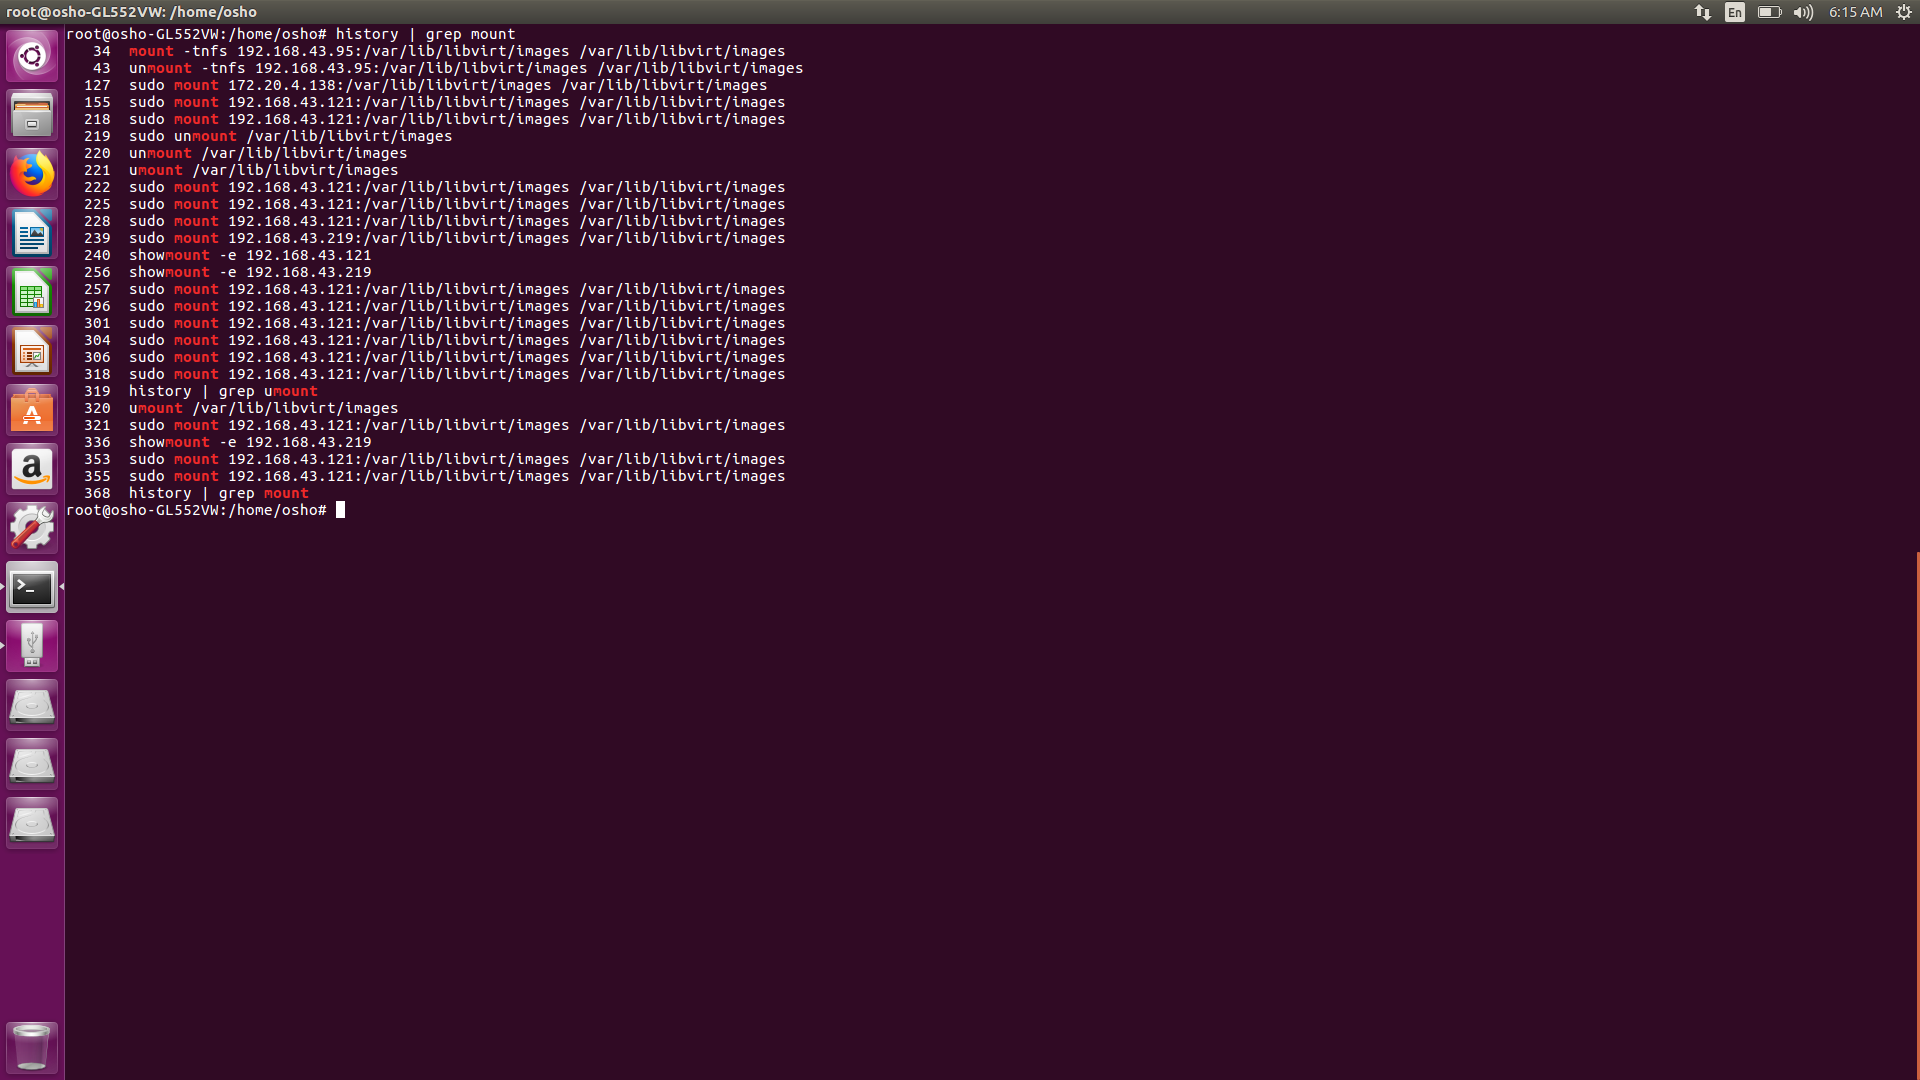 root@osho-GL552VW: /home/osho
En
6:15 AM
root@osho-GL552VW:/home/osho# history | grep mount
34 mount -tnfs 192.168.43.95:/var/lib/libvirt/images /var/lib/libvirt/images
43 unmount -tnfs 192.168.43.95:/var/lib/libvirt/images /var/lib/libvirt/images
127 sudo mount 172.20.4.138:/var/lib/libvirt/images /var/lib/libvirt/images
155 sudo mount 192.168.43.121:/var/lib/libvirt/images /var/lib/libvirt/images
218 sudo mount 192.168.43.121:/var/lib/libvirt/images /var/lib/libvirt/images
219 sudo unmount /var/lib/libvirt/images
220 unmount /var/lib/libvirt/images
221 umount /var/lib/libvirt/images
222 sudo mount 192.168.43.121:/var/lib/libvirt/images /var/lib/libvirt/images
225 sudo mount 192.168.43.121:/var/lib/libvirt/images /var/lib/libvirt/images
228 sudo mount 192.168.43.121:/var/lib/libvirt/images /var/lib/libvirt/images
239 sudo mount 192.168.43.219:/var/lib/libvirt/images /var/lib/libvirt/images
240 showmount -e 192.168.43.121
256 showmount -e 192.168.43.219
257 sudo mount 192.168.43.121:/var/lib/libvirt/images /var/lib/libvirt/images
296 sudo mount 192.168.43.121:/var/lib/libvirt/images /var/lib/libvirt/images
301 sudo mount 192.168.43.121:/var/lib/libvirt/images /var/lib/libvirt/images
304 sudo mount 192.168.43.121:/var/lib/libvirt/images /var/lib/libvirt/images
306 sudo mount 192.168.43.121:/var/lib/libvirt/images /var/lib/libvirt/images
318 sudo mount 192.168.43.121:/var/lib/libvirt/images /var/lib/libvirt/images
319 history | grep umount
320 umount /var/lib/libvirt/images
321 sudo mount 192.168.43.121:/var/lib/libvirt/images /var/lib/libvirt/images
336 showmount -e 192.168.43.219
353 sudo mount 192.168.43.121:/var/lib/libvirt/images /var/lib/libvirt/images
355 sudo mount 192.168.43.121:/var/lib/libvirt/images /var/lib/libvirt/images
368 history | grep mount
root@osho-GL552VW:/home/osho#